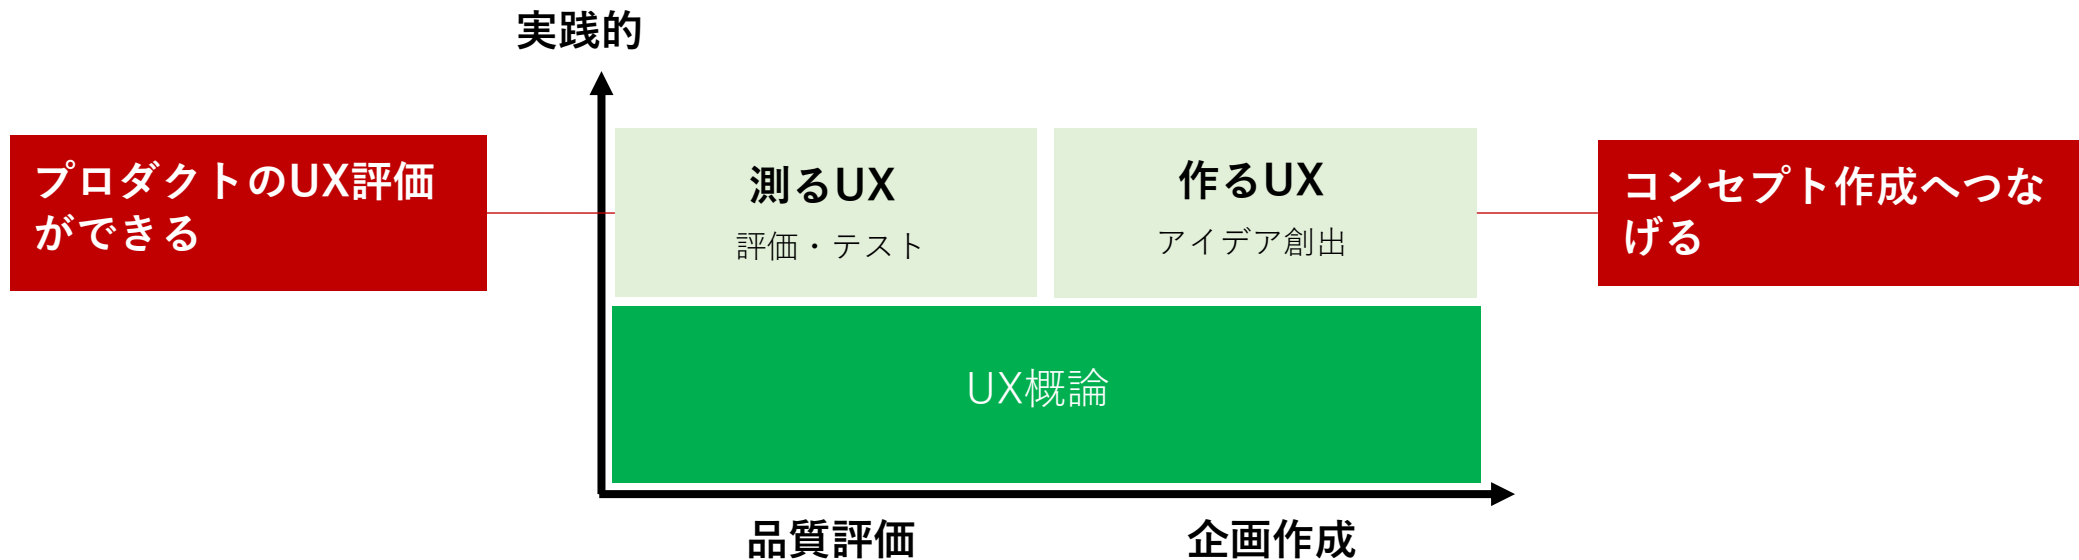 実践的
プロダクトのUX評価
ができる
測るUX
評価・テスト
作るUX
アイデア創出
コンセプト作成へつな
げる
UX概論
品質評価
企画作成